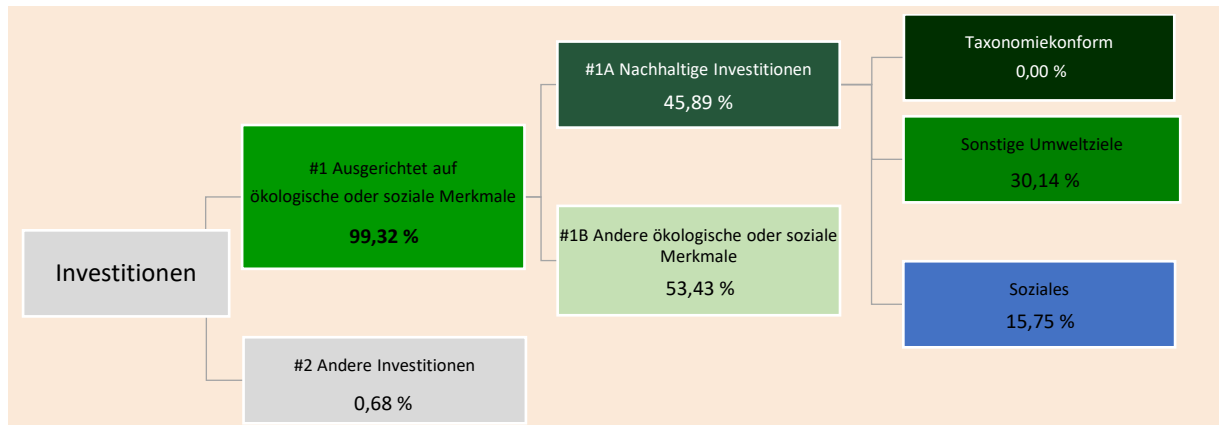 Investitionen
#1 Ausgerichtet auf
ökologische oder soziale Merkmale
99,32 %
#2 Andere Investitionen
0,68 %
#1A Nachhaltige Investitionen
45,89 %
#1B Andere ökologische oder soziale
Merkmale
53,43 %
Taxonomiekonform
0,00 %
Sonstige Umweltziele
30,14 %
Soziales
15,75 %